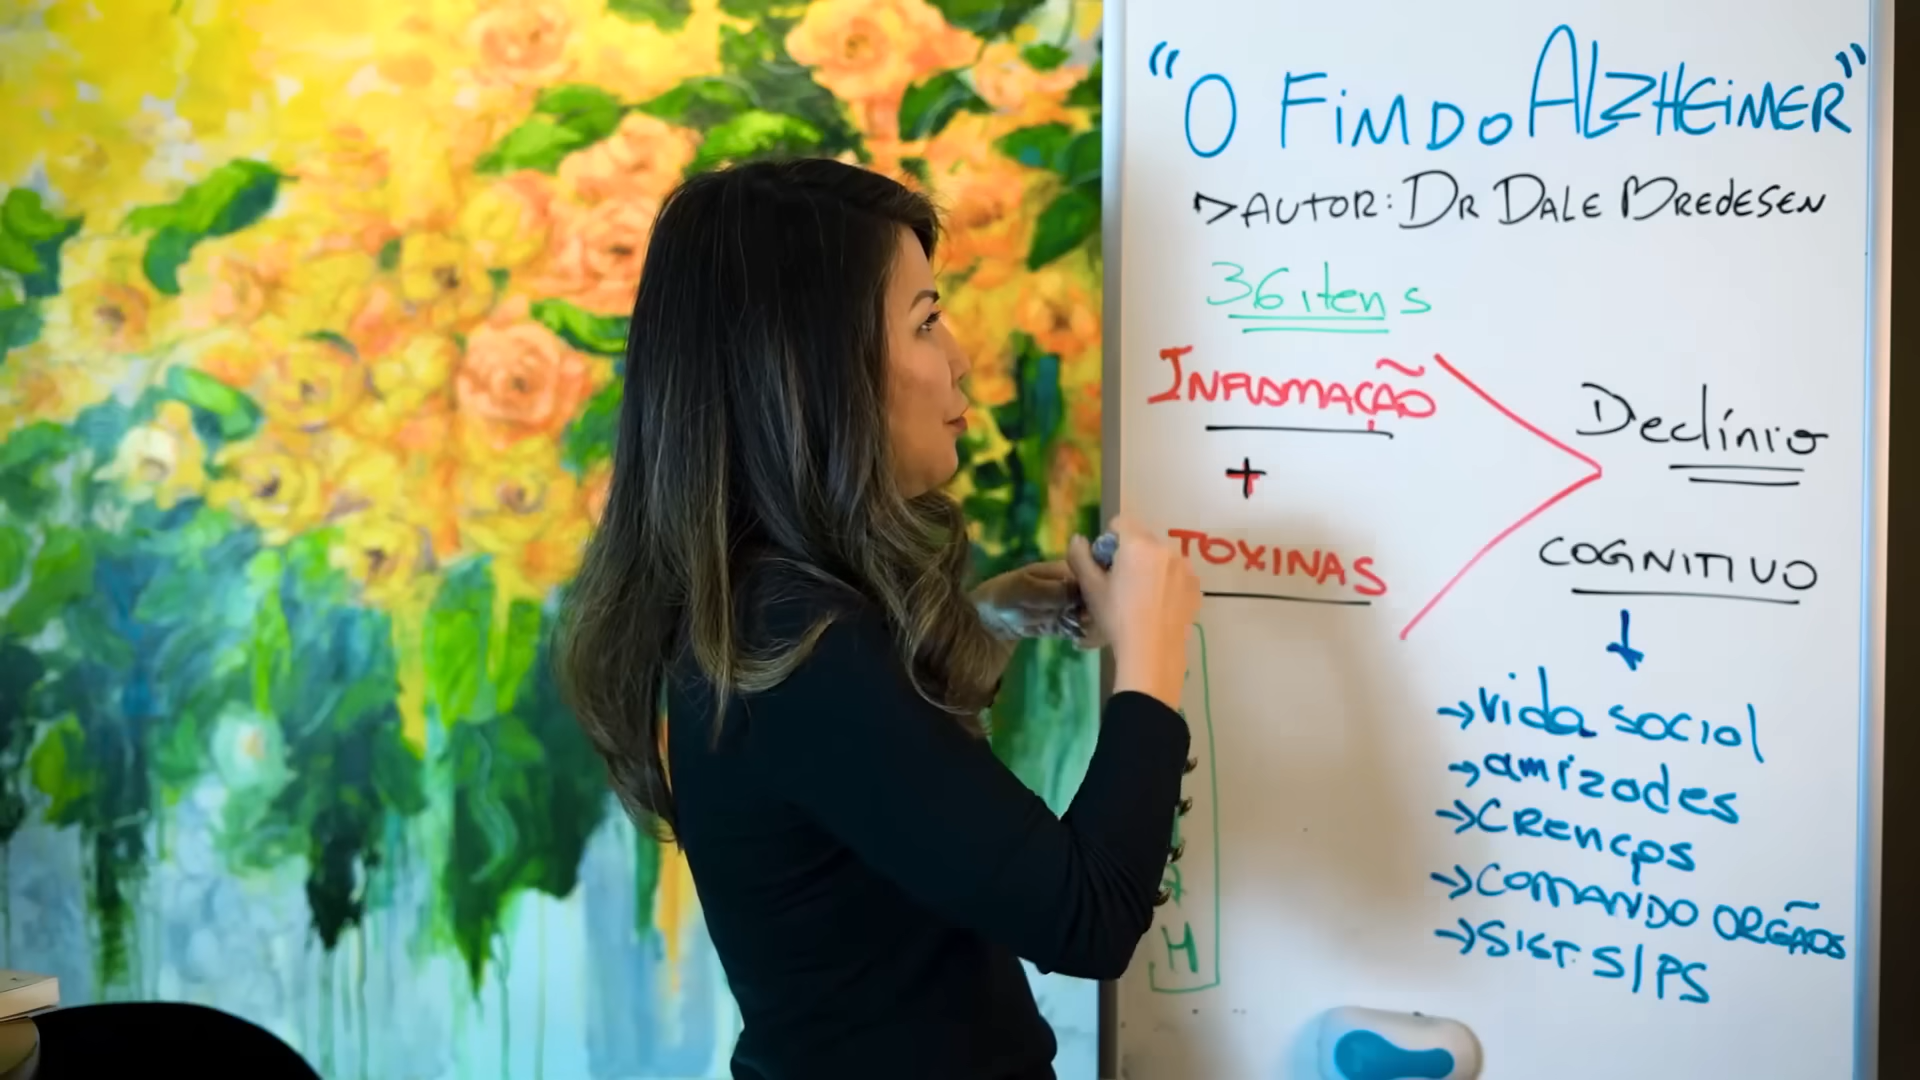 "O FIM DO ALZHEIMER"
AUTOR: DR DALE BREDESEN
36 itens
INFLAMAÇÃO
+
TOXINAS
Declínio
COGNITIVO
→ vida social
→ amizades
→ CRENÇAS
→ COMANDO ORGÃOS
→ SIST. S/PS
H